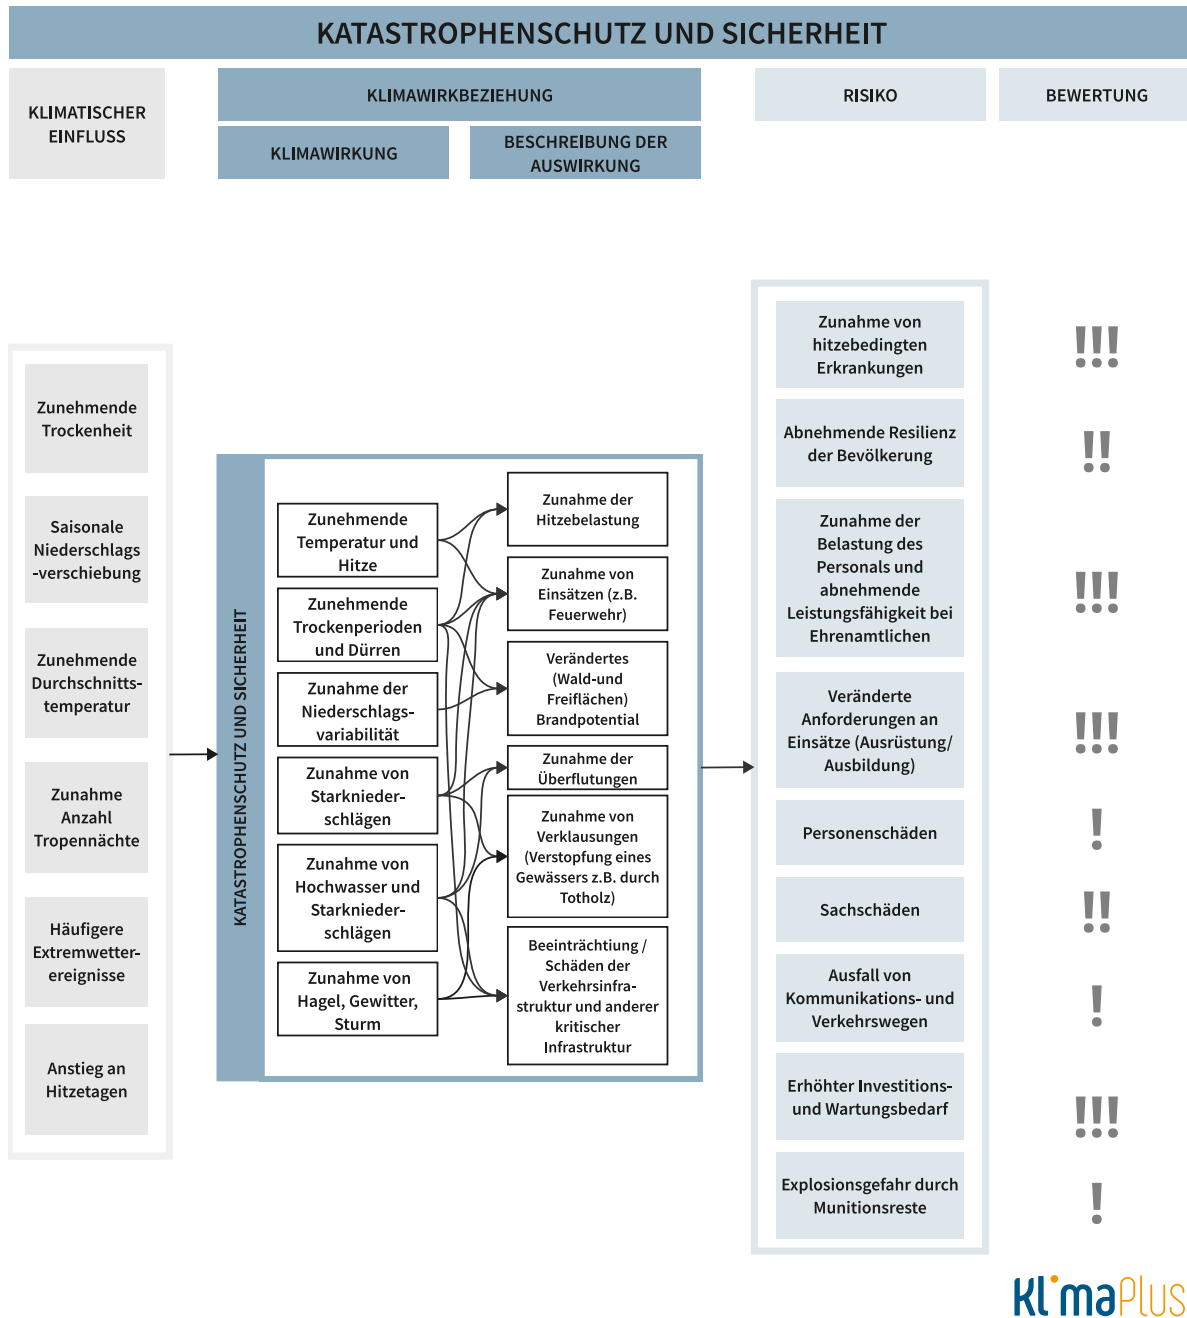 KATASTROPHENSCHUTZ UND SICHERHEIT
KLIMATISCHER
EINFLUSS
KLIMAWIRKBEZIEHUNG
KLIMAWIRKUNG
BESCHREIBUNG DER
AUSWIRKUNG
RISIKO
BEWERTUNG
Zunehmende
Trockenheit
Saisonale
Niederschlags
-verschiebung
Zunehmende
Durchschnitts-
temperatur
Zunahme
Anzahl
Tropennächte
Häufigere
Extremwetter-
ereignisse
Anstieg an
Hitzetagen
KATASTROPHENSCHUTZ UND SICHERHEIT
Zunehmende
Temperatur und
Hitze
Zunehmende
Trockenperioden
und Dürren
Zunahme der
Niederschlags-
variabilität
Zunahme von
Starknieder-
schlägen
Zunahme von
Hochwasser und
Starknieder-
schlägen
Zunahme von
Hagel, Gewitter,
Sturm
Zunahme der
Hitzebelastung
Zunahme von
Einsätzen (z.B.
Feuerwehr)
Verändertes
(Wald-und
Freiflächen)
Brandpotential
Zunahme der
Überflutungen
Zunahme von
Verklausungen
(Verstopfung eines
Gewässers z.B. durch
Totholz)
Beeinträchtiung /
Schäden der
Verkehrsinfra-
struktur und anderer
kritischer
Infrastruktur
Zunahme von
hitzebedingten
Erkrankungen
!!!
Abnehmende Resilienz
der Bevölkerung
!!
Zunahme der
Belastung des
Personals und
abnehmende
Leistungsfähigkeit bei
Ehrenamtlichen
!!!
Veränderte
Anforderungen an
Einsätze (Ausrüstung/
Ausbildung)
!!!
Personenschäden
!
Sachschäden
!!
Ausfall von
Kommunikations- und
Verkehrswegen
!
Erhöhter Investitions-
und Wartungsbedarf
!!!
Explosionsgefahr durch
Munitionsreste
!
KlimaPlus